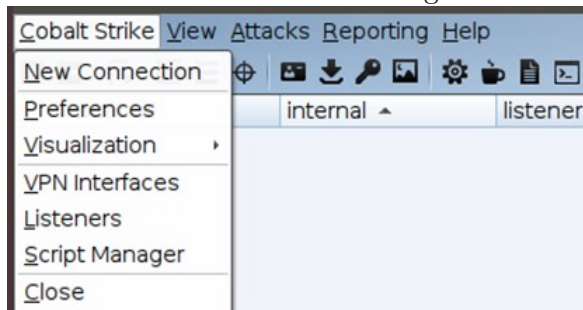 Cobalt Strike View Attacks Reporting Help
New Connection
Preferences
internal listener
Visualization
VPN Interfaces
Listeners
Script Manager
Close